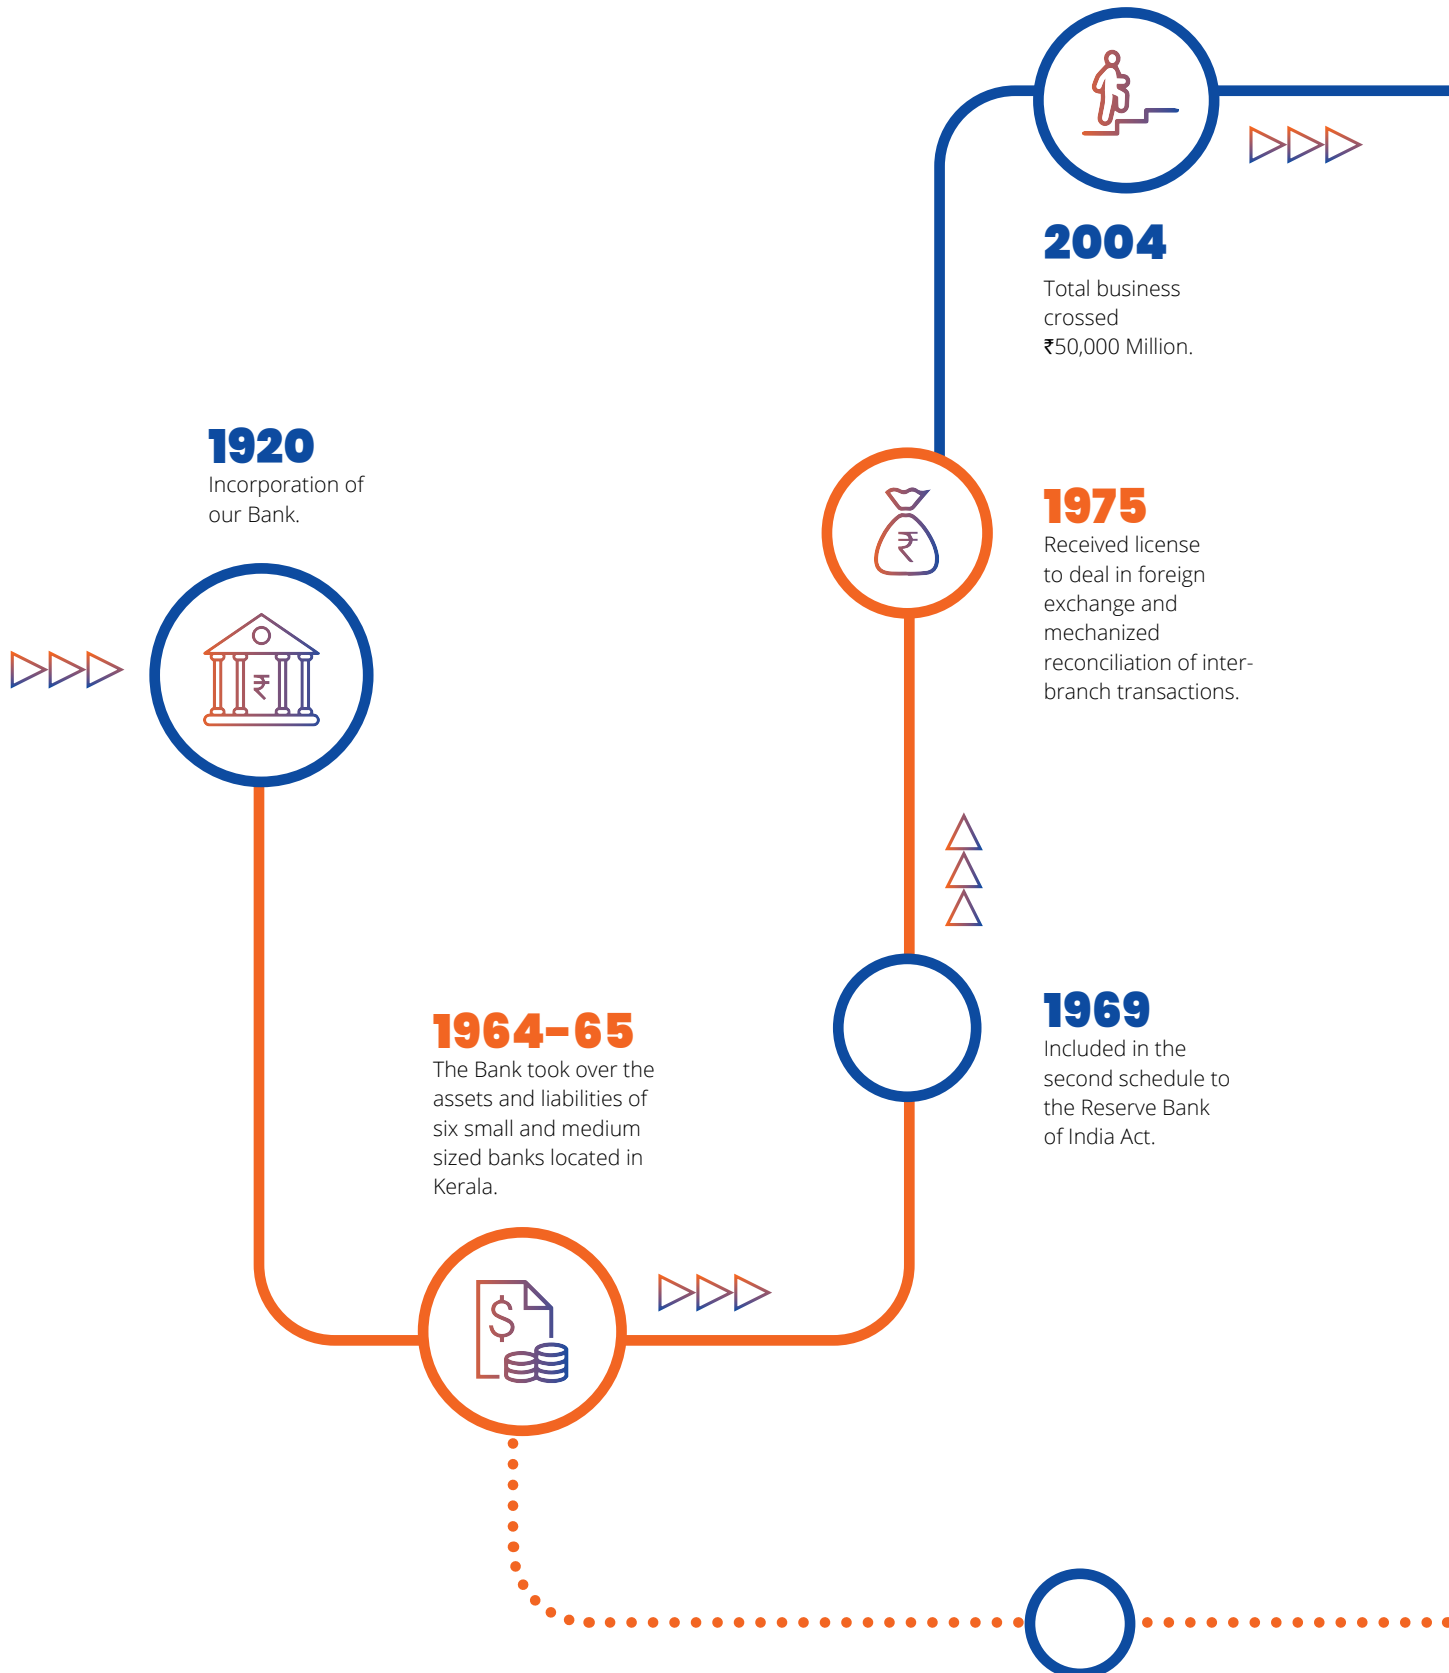 1920
Incorporation of
our Bank.
1964-65
The Bank took over the
assets and liabilities of
six small and medium
sized banks located in
Kerala.
1969
Included in the
second schedule to
the Reserve Bank
of India Act.
1975
Received license
to deal in foreign
exchange and
mechanized
reconciliation of inter-
branch transactions.
2004
Total business
crossed
₹50,000 Million.
₹
$
₹